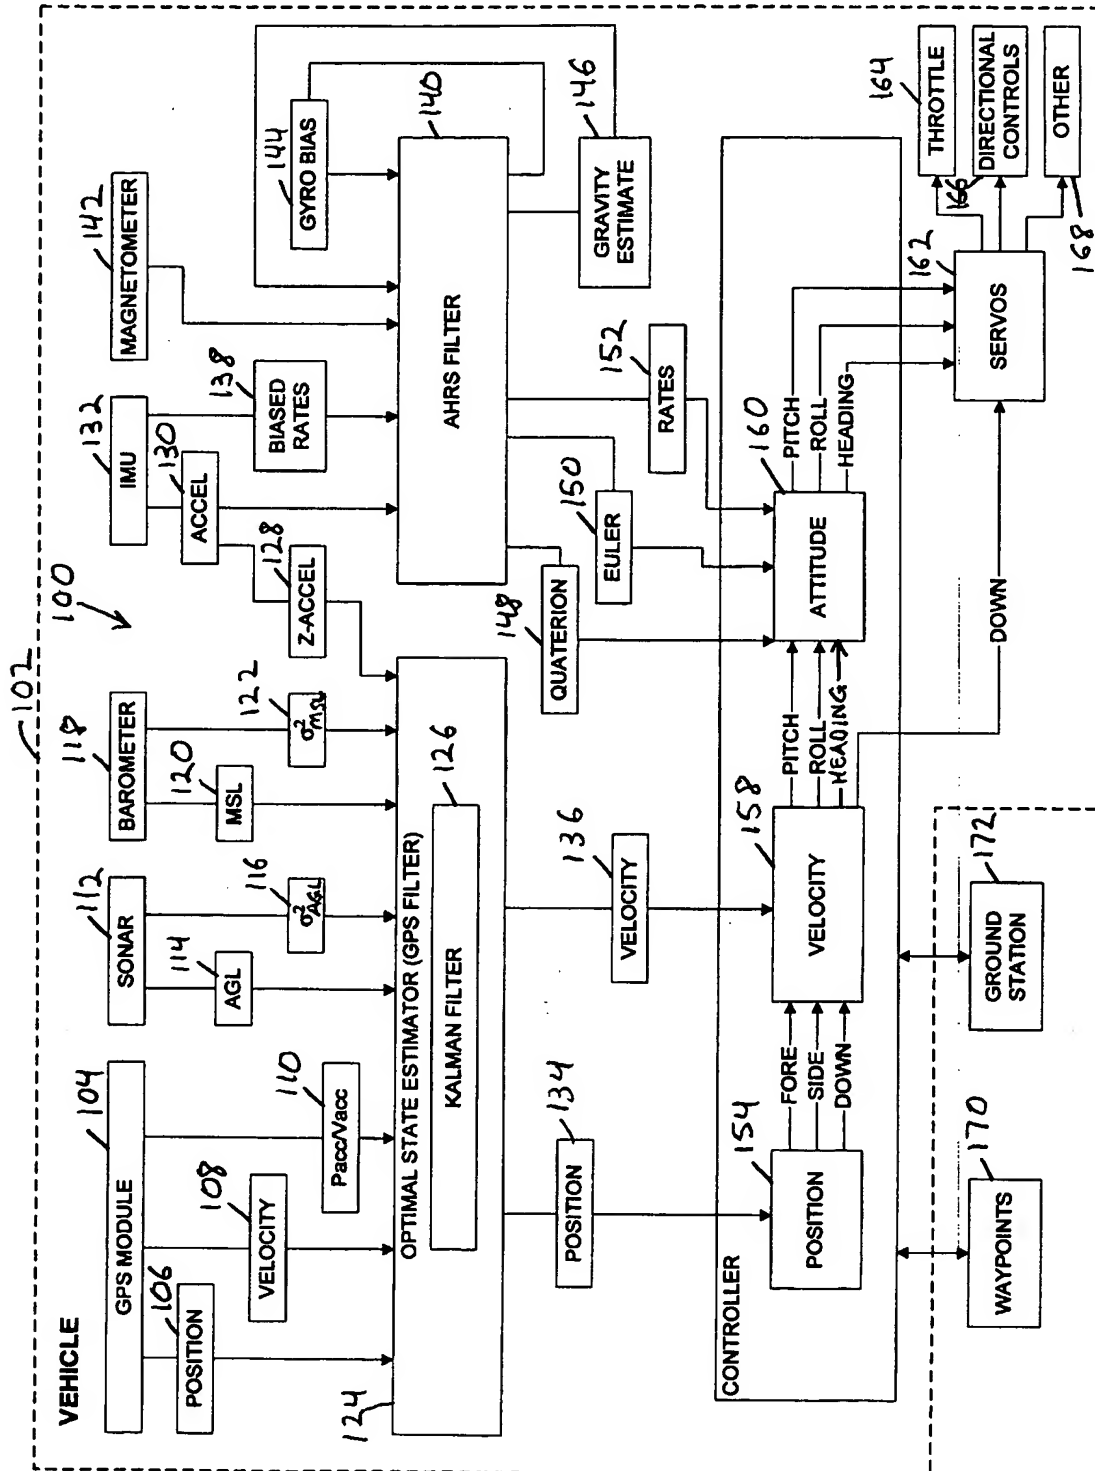 VEHICLE
102
100
GPS MODULE
104
POSITION
106
VELOCITY
108
Pacc/Vacc
110
SONAR
112
AGL
114
σ²AGL
116
BAROMETER
118
MSL
120
σ²MSL
122
IMU
132
ACCEL
130
Z-ACCEL
128
BIASED
RATES
138
MAGNETOMETER
142
GYRO BIAS
144
OPTIMAL STATE ESTIMATOR (GPS FILTER)
124
KALMAN FILTER
126
AHRS FILTER
140
GRAVITY
ESTIMATE
146
POSITION
134
VELOCITY
136
QUATERION
148
EULER
150
RATES
152
CONTROLLER
POSITION
154
FORE
SIDE
DOWN
VELOCITY
158
PITCH
ROLL
HEADING
ATTITUDE
160
PITCH
ROLL
HEADING
DOWN
SERVOS
162
THROTTLE
164
DIRECTIONAL
CONTROLS
166
OTHER
168
WAYPOINTS
170
GROUND
STATION
172